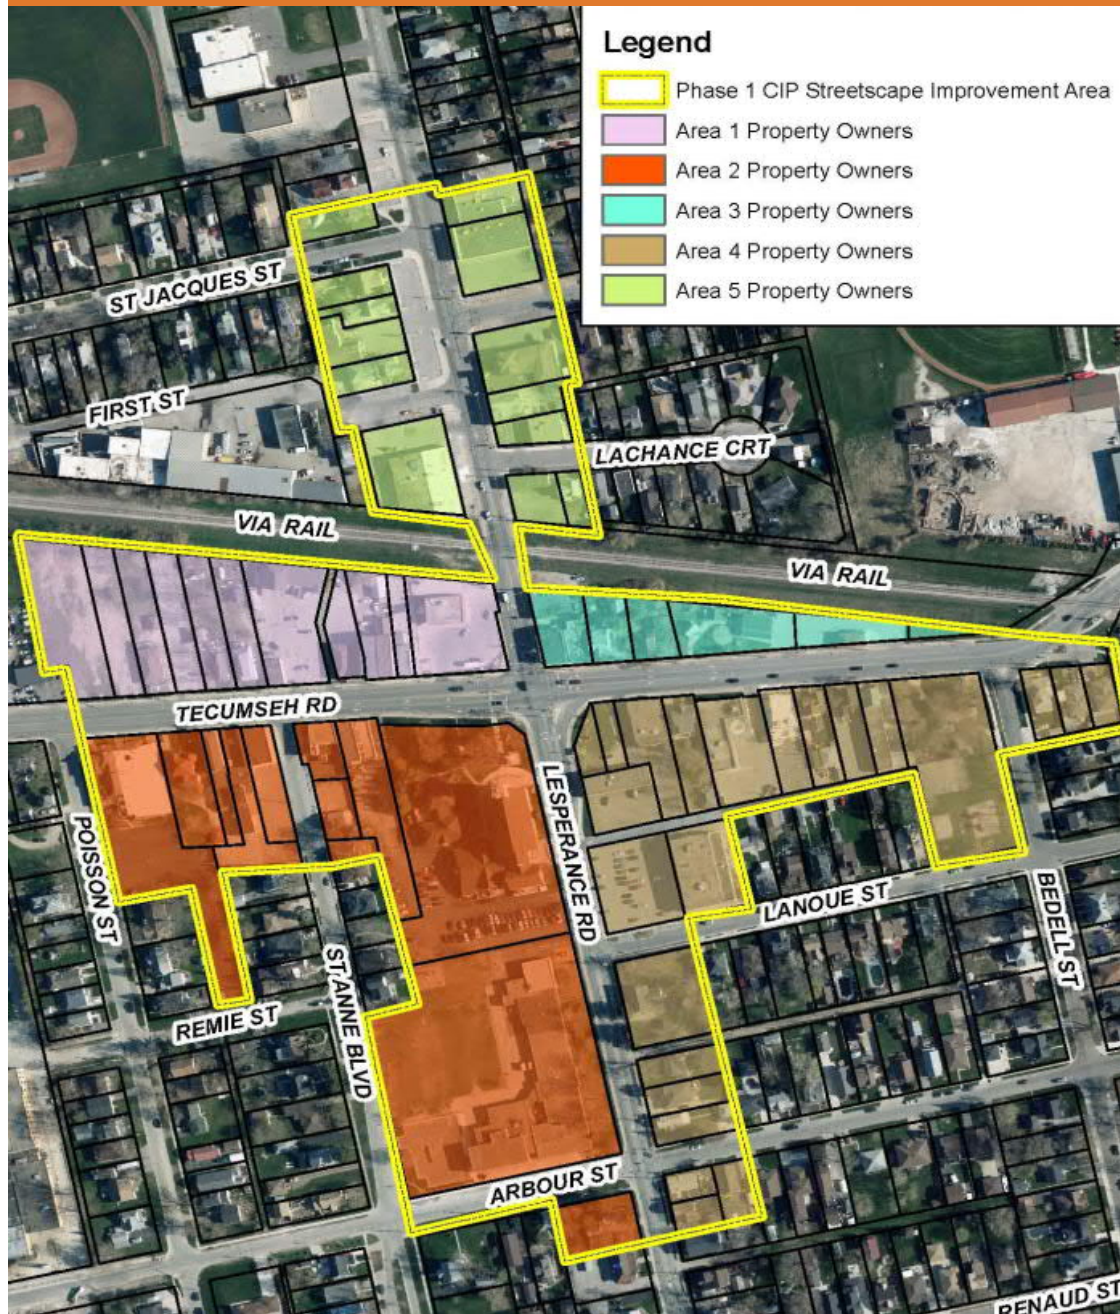 Legend
Phase 1 CIP Streetscape Improvement Area
Area 1 Property Owners
Area 2 Property Owners
Area 3 Property Owners
Area 4 Property Owners
Area 5 Property Owners
ST JACQUES ST
FIRST ST
LACHANCE CRT
VIA RAIL
VIA RAIL
TECUMSEH RD
LESPERANCE RD
POISSON ST
LANOUE ST
BEDELL ST
ST ANNE BLVD
REMIE ST
ARBOUR ST
RENAUD ST